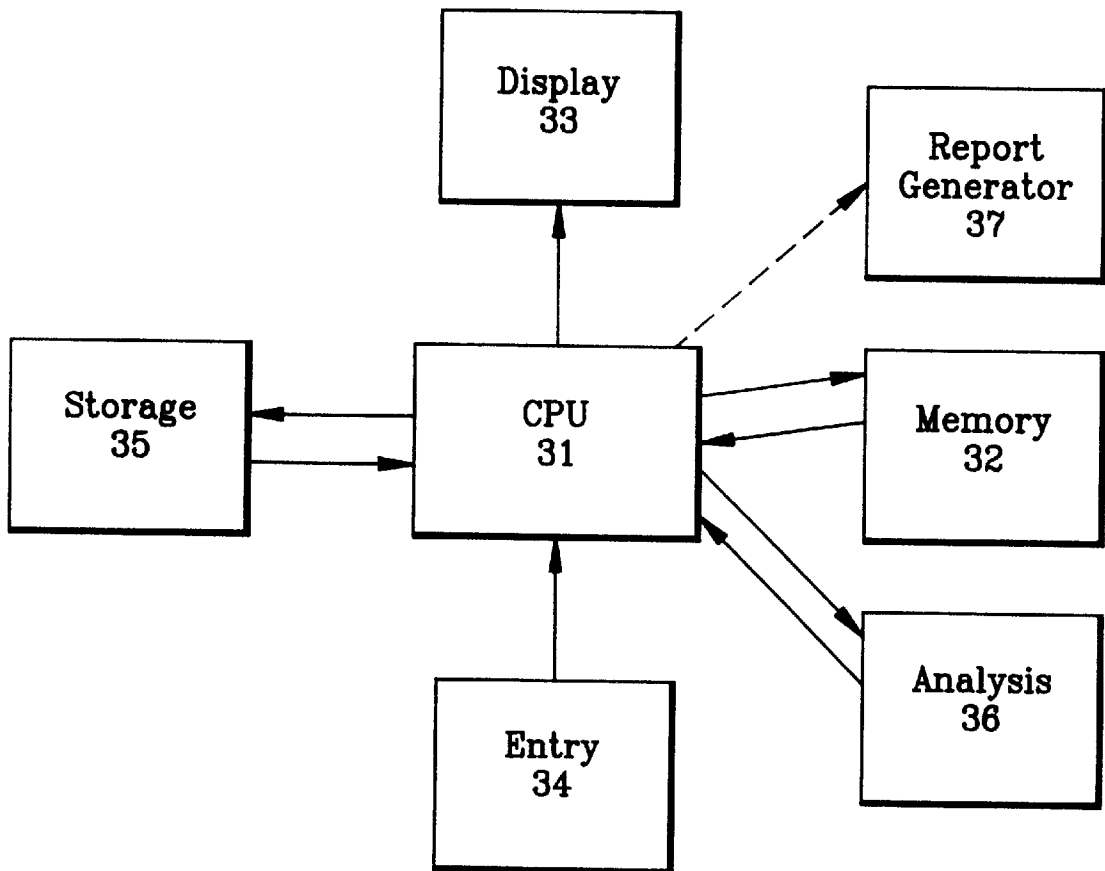 Display
33
Report
Generator
37
Storage
35
CPU
31
Memory
32
Analysis
36
Entry
34